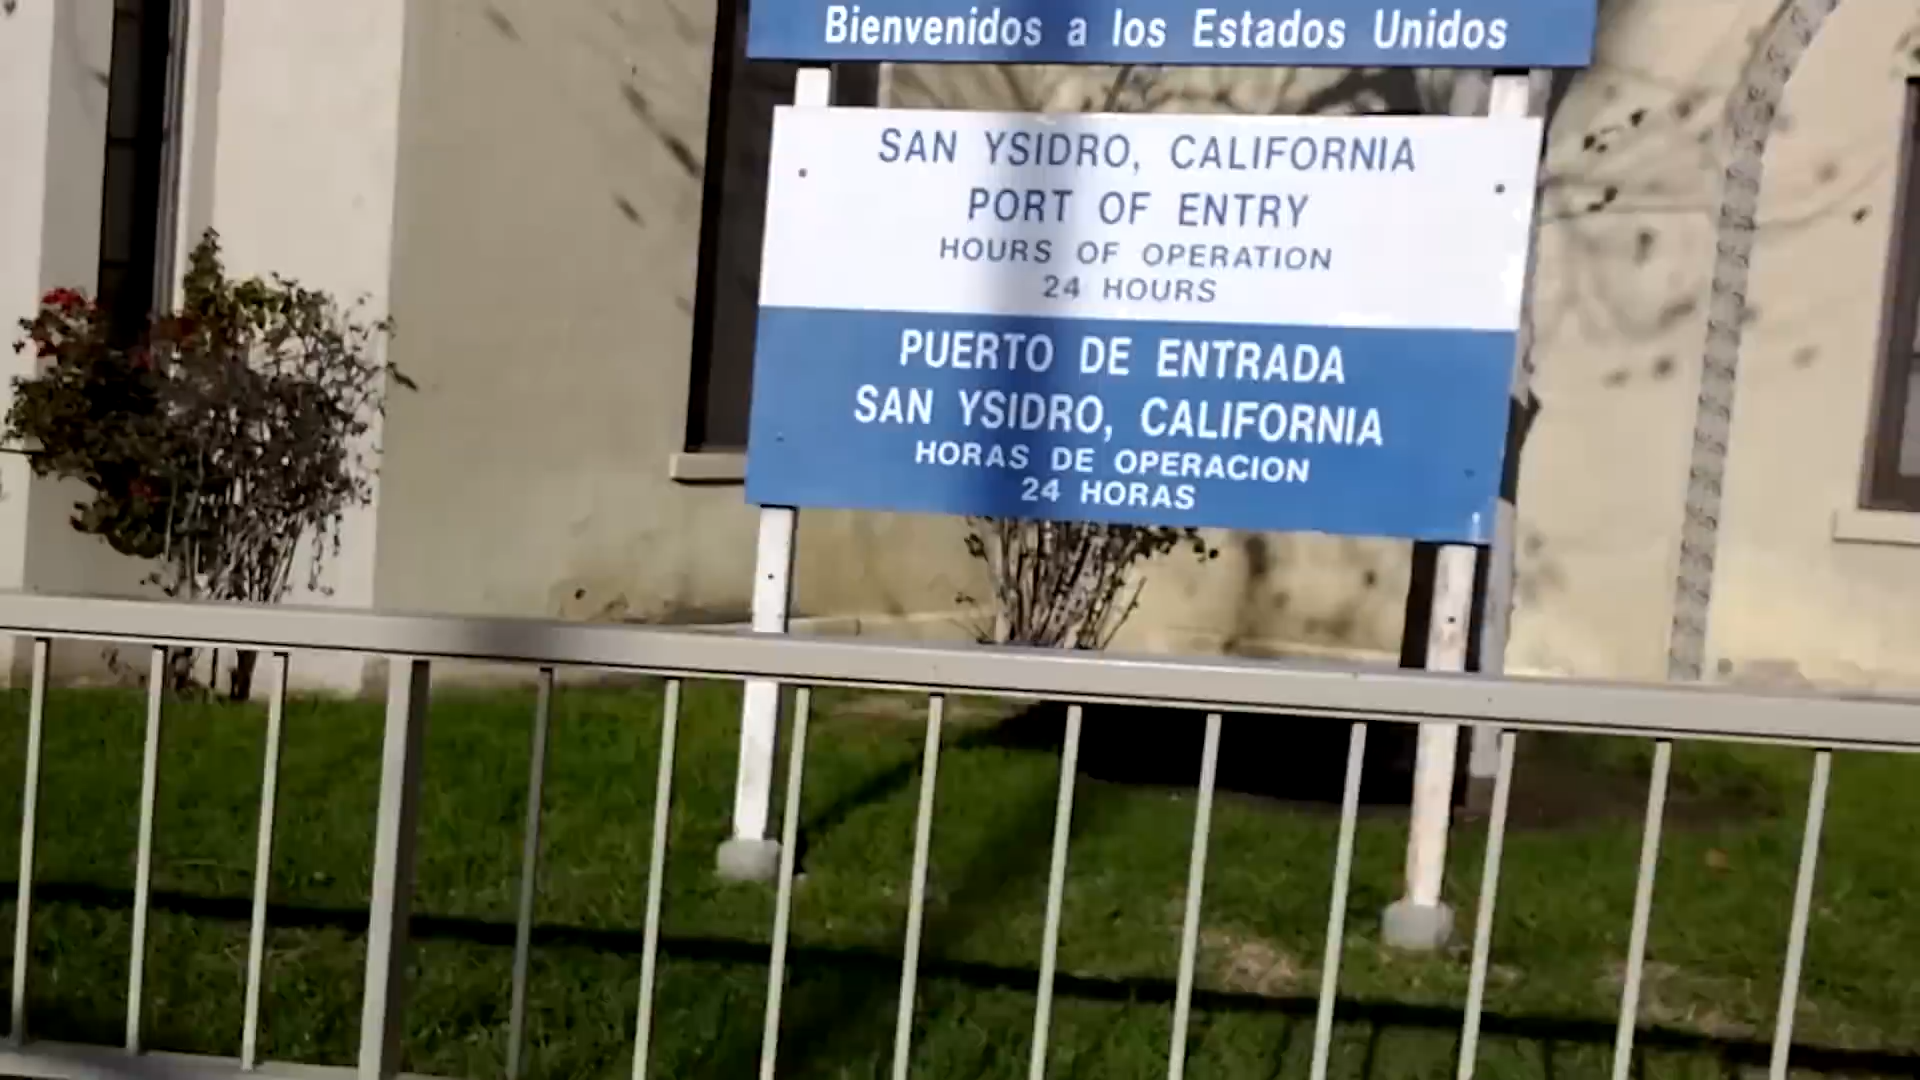 Bienvenidos a los Estados Unidos
SAN YSIDRO, CALIFORNIA
PORT OF ENTRY
HOURS OF OPERATION
24 HOURS
PUERTO DE ENTRADA
SAN YSIDRO, CALIFORNIA
HORAS DE OPERACION
24 HORAS